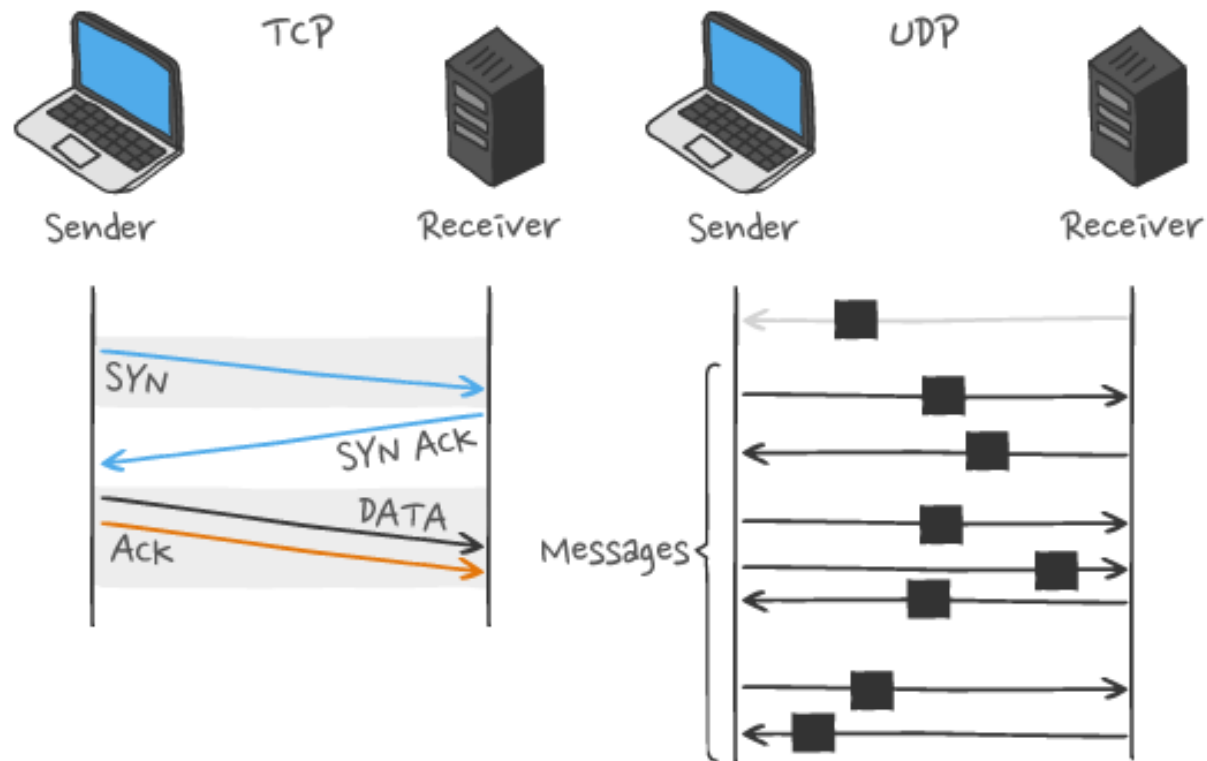 TCP
UDP
Sender
Receiver
Sender
Receiver
SYN
SYN Ack
DATA
Ack
Messages